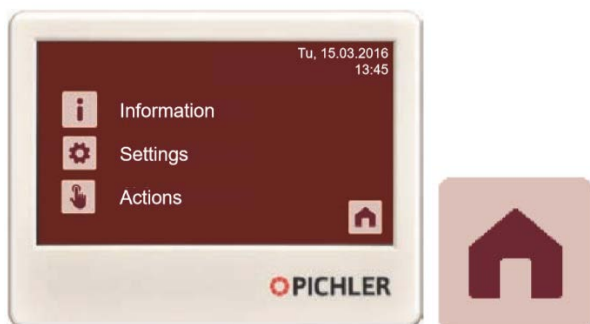 Tu, 15.03.2016
13:45
Information
Settings
Actions
PICHLER